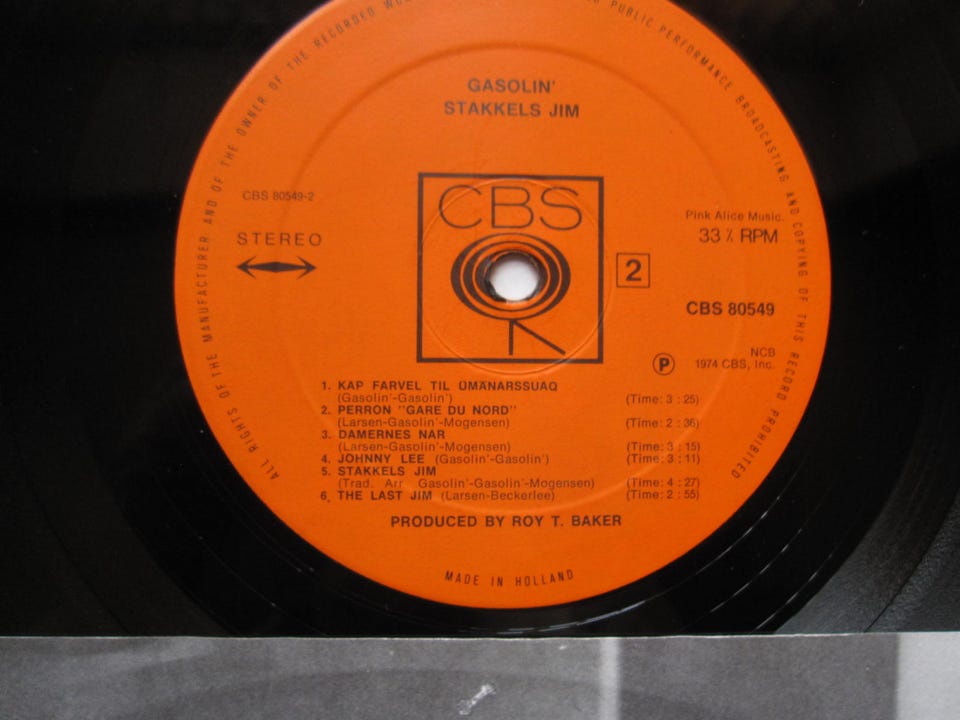 ALL RIGHTS OF THE MANUFACTURER AND OF THE OWNER OF THE RECORDED
PUBLIC PERFORMANCE BROADCASTING AND COPYING OF THIS RECORD PROHIBITED
GASOLIN'
STAKKELS JIM
CBS 80549-2
STEREO
CBS
2
Pink Alice Music.
33 ⅓ RPM
CBS 80549
NCB
Ⓟ 1974 CBS, Inc.
1. KAP FARVEL TIL ÜMÁNARSSUAQ
(Gasolin'-Gasolin') (Time: 3 : 25)
2. PERRON "GARE DU NORD"
(Larsen-Gasolin'-Mogensen) (Time: 2 : 36)
3. DAMERNES NAR
(Larsen-Gasolin'-Mogensen) (Time: 3 : 15)
4. JOHNNY LEE (Gasolin'-Gasolin') (Time: 3 : 11)
5. STAKKELS JIM
(Trad. Arr. Gasolin'-Gasolin'-Mogensen) (Time: 4 : 27)
6. THE LAST JIM (Larsen-Beckerlee) (Time: 2 : 55)
PRODUCED BY ROY T. BAKER
MADE IN HOLLAND